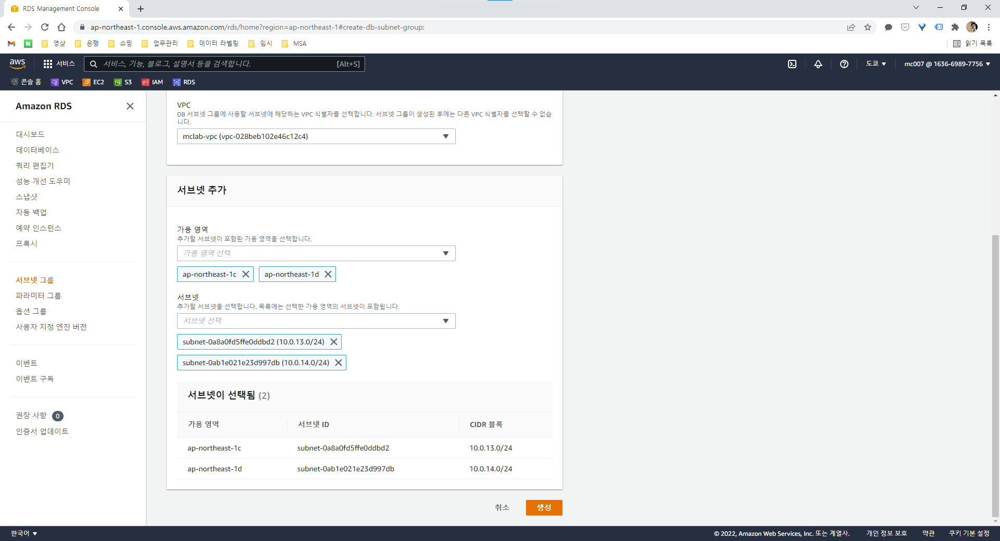 RDS Management Console
ap-northeast-1.console.aws.amazon.com/rds/home?region=ap-northeast-1#create-db-subnet-group:
영상 은행 쇼핑 업무관리 데이터 라벨링 임시 MSA 읽기 목록
aws 서비스 서비스, 기능, 블로그, 설명서 등을 검색합니다. [Alt+S] 도쿄 ▼ mc007 @ 1636-6989-7756 ▼
콘솔 홈 VPC EC2 S3 IAM RDS
Amazon RDS
대시보드
데이터베이스
쿼리 편집기
성능 개선 도우미
스냅샷
자동 백업
예약 인스턴스
프록시
서브넷 그룹
파라미터 그룹
옵션 그룹
사용자 지정 엔진 버전
이벤트
이벤트 구독
권장 사항 0
인증서 업데이트
VPC
DB 서브넷 그룹에 사용할 서브넷에 해당하는 VPC 식별자를 선택합니다. 서브넷 그룹이 생성된 후에는 다른 VPC 식별자를 선택할 수 없습
니다.
mclab-vpc (vpc-028beb102e46c12c4)
서브넷 추가
가용 영역
추가할 서브넷이 포함된 가용 영역을 선택합니다.
가용 영역 선택
ap-northeast-1c ap-northeast-1d
서브넷
추가할 서브넷을 선택합니다. 목록에는 선택한 가용 영역의 서브넷이 포함됩니다.
서브넷 선택
subnet-0a8a0fd5ffe0ddbd2 (10.0.13.0/24)
subnet-0ab1e021e23d997db (10.0.14.0/24)
서브넷이 선택됨 (2)
가용 영역 서브넷 ID CIDR 블록
ap-northeast-1c subnet-0a8a0fd5ffe0ddbd2 10.0.13.0/24
ap-northeast-1d subnet-0ab1e021e23d997db 10.0.14.0/24
취소 생성
한국어 ▼ © 2022, Amazon Web Services, Inc. 또는 계열사. 개인 정보 보호 약관 쿠키 기본 설정